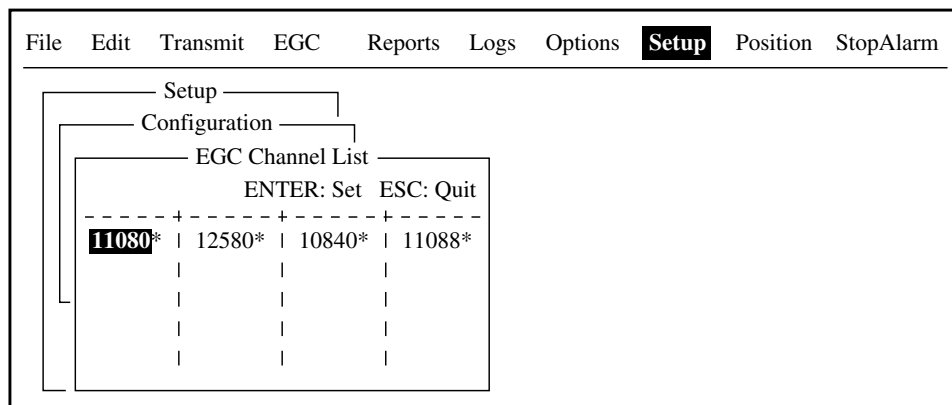 File Edit Transmit EGC Reports Logs Options Setup Position StopAlarm
Setup
Configuration
EGC Channel List
ENTER: Set ESC: Quit
11080* 12580* 10840* 11088*